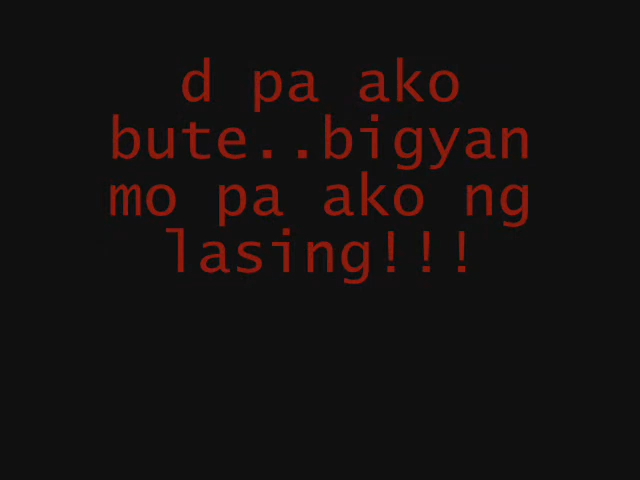 d pa ako
bute..bigyan
mo pa ako ng
lasing!!!